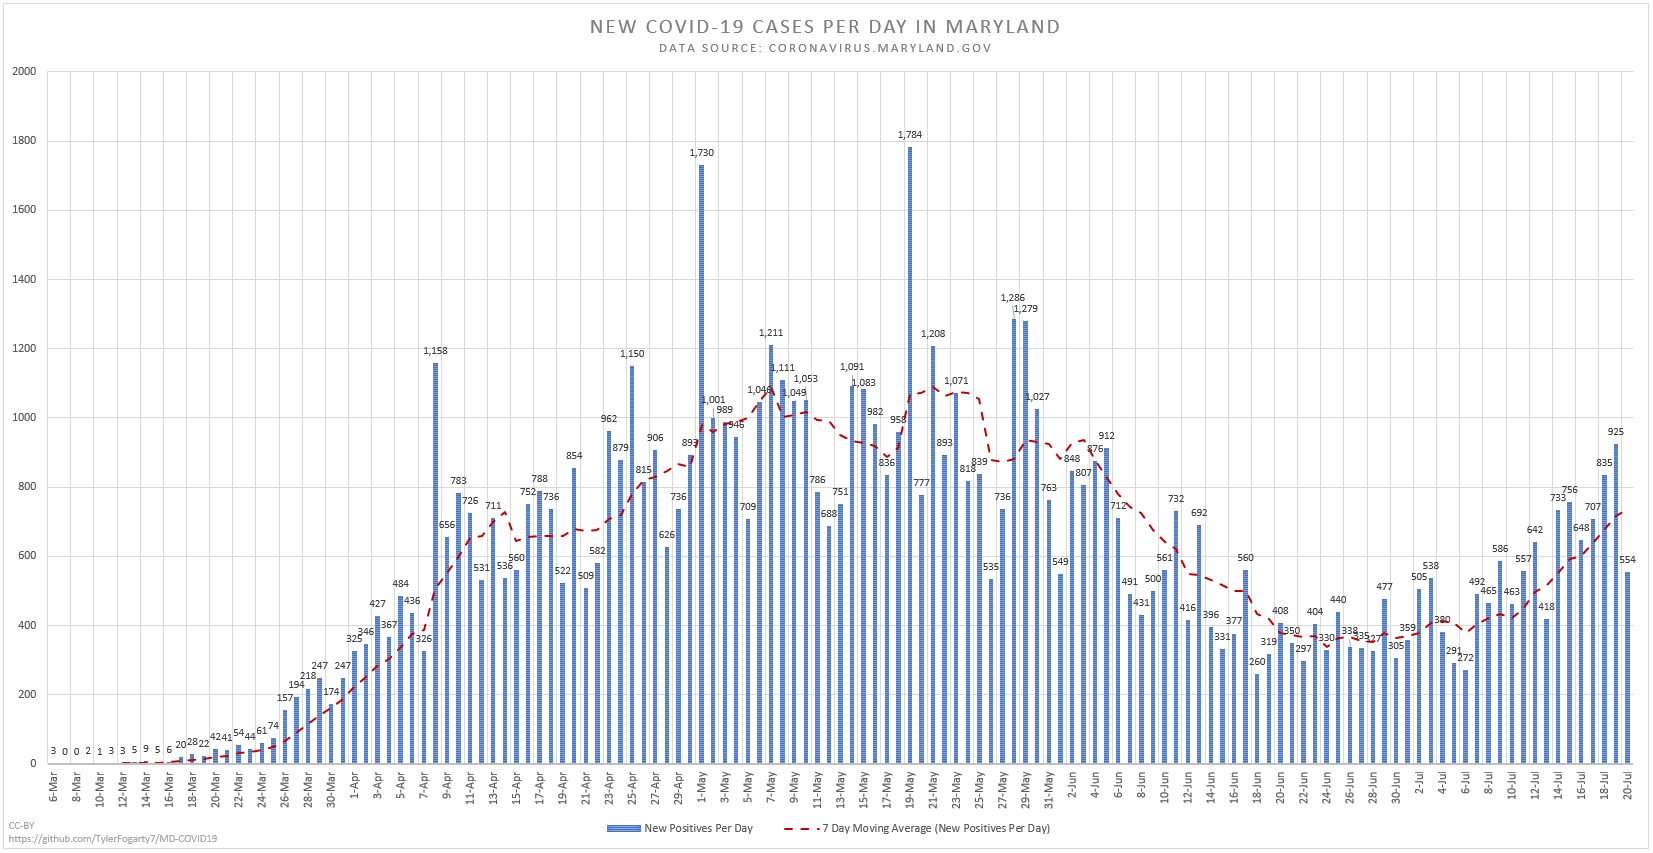 NEW COVID-19 CASES PER DAY IN MARYLAND
DATA SOURCE: CORONAVIRUS.MARYLAND.GOV
2000
1800
1600
1400
1200
1000
800
600
400
200
0
3 0 0 2 1 3 3 5 9 5 6 20 28 22 42 41 54 44 61 74 157 194 218 247 174 247
325 346 427 367 484 436 326 1,158 656 783 726 531 711 536 560 752 788 736 522 854 509 582 962 879 1,150 815 906 626 736 893
1,730 1,001 989 946 709 1,046 1,211 1,111 1,049 1,053 786 688 751 1,091 1,083 982 836 958 1,784 777 1,208 893 1,071 818 839 535 736 1,286 1,279 1,027 763
549 848 807 876 912 712 491 431 500 561 732 416 692 396 331 377 560 260 319 408 350 297 404 330 440 338 335 327 477 305
359 505 538 380 291 272 492 465 586 463 557 642 418 733 756 648 707 835 925 554
6-Mar 8-Mar 10-Mar 12-Mar 14-Mar 16-Mar 18-Mar 20-Mar 22-Mar 24-Mar 26-Mar 28-Mar 30-Mar 1-Apr 3-Apr 5-Apr 7-Apr 9-Apr 11-Apr 13-Apr 15-Apr 17-Apr 19-Apr 21-Apr 23-Apr 25-Apr 27-Apr 29-Apr 1-May 3-May 5-May 7-May 9-May 11-May 13-May 15-May 17-May 19-May 21-May 23-May 25-May 27-May 29-May 31-May 2-Jun 4-Jun 6-Jun 8-Jun 10-Jun 12-Jun 14-Jun 16-Jun 18-Jun 20-Jun 22-Jun 24-Jun 26-Jun 28-Jun 30-Jun 2-Jul 4-Jul 6-Jul 8-Jul 10-Jul 12-Jul 14-Jul 16-Jul 18-Jul 20-Jul
New Positives Per Day
7 Day Moving Average (New Positives Per Day)
CC-BY
https://github.com/TylerFogarty7/MD-COVID19